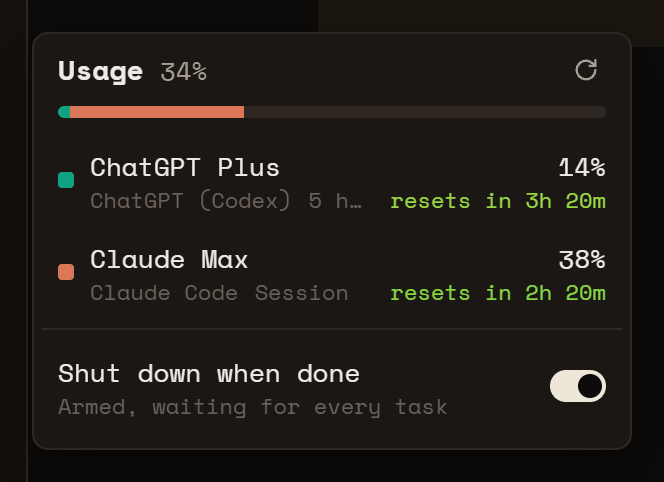 Usage 34%
ChatGPT Plus 14%
ChatGPT (Codex) 5 h… resets in 3h 20m
Claude Max 38%
Claude Code Session resets in 2h 20m
Shut down when done
Armed, waiting for every task